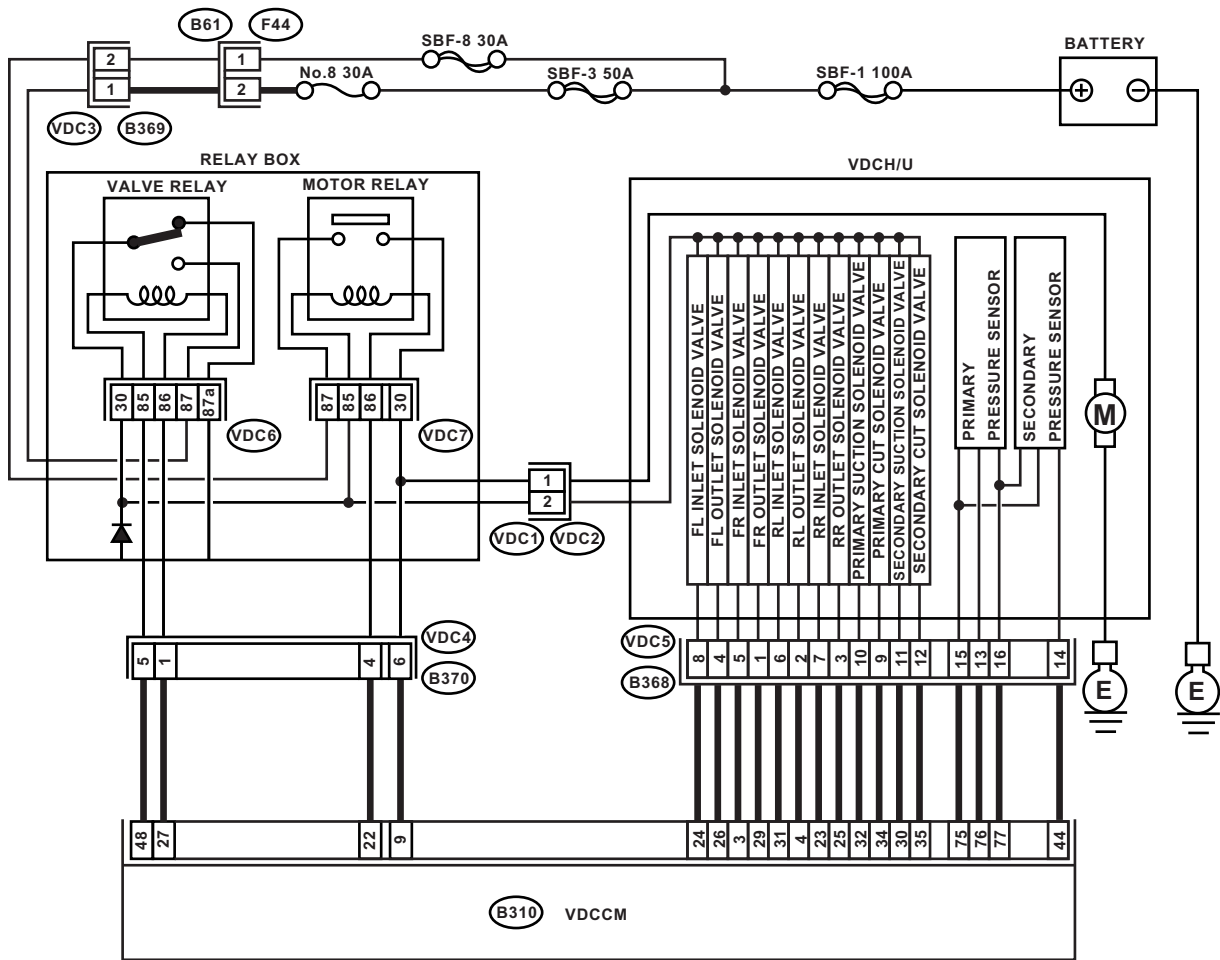 B61
F44
SBF-8 30A
BATTERY
2
1
No.8 30A
SBF-3 50A
SBF-1 100A
+
-
1
2
VDC3
B369
RELAY BOX
VDCH/U
VALVE RELAY
MOTOR RELAY
FL INLET SOLENOID VALVE
FL OUTLET SOLENOID VALVE
FR INLET SOLENOID VALVE
FR OUTLET SOLENOID VALVE
RL INLET SOLENOID VALVE
RL OUTLET SOLENOID VALVE
RR INLET SOLENOID VALVE
RR OUTLET SOLENOID VALVE
PRIMARY SUCTION SOLENOID VALVE
PRIMARY CUT SOLENOID VALVE
SECONDARY SUCTION SOLENOID VALVE
SECONDARY CUT SOLENOID VALVE
PRIMARY
PRESSURE SENSOR
SECONDARY
PRESSURE SENSOR
M
30 85 86 87 87a
VDC6
87 85 86 30
VDC7
1
2
VDC1
VDC2
5 1 4 6
VDC4
B370
VDC5
B368
8 4 5 1 6 2 7 3 10 9 11 12 15 13 16 14
E
E
48 27 22 9
24 26 3 29 31 4 23 25 32 34 30 35 75 76 77 44
B310
VDCCM